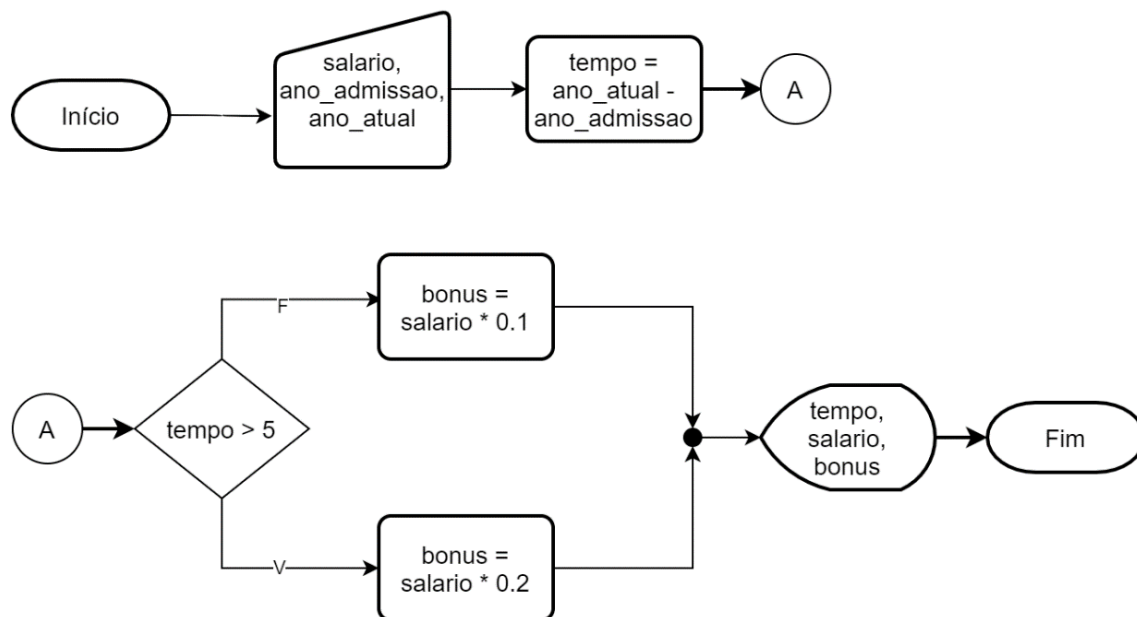 Início
salario,
ano_admissao,
ano_atual
tempo =
ano_atual -
ano_admissao
A
A
tempo > 5
F
bonus =
salario * 0.1
V
bonus =
salario * 0.2
tempo,
salario,
bonus
Fim